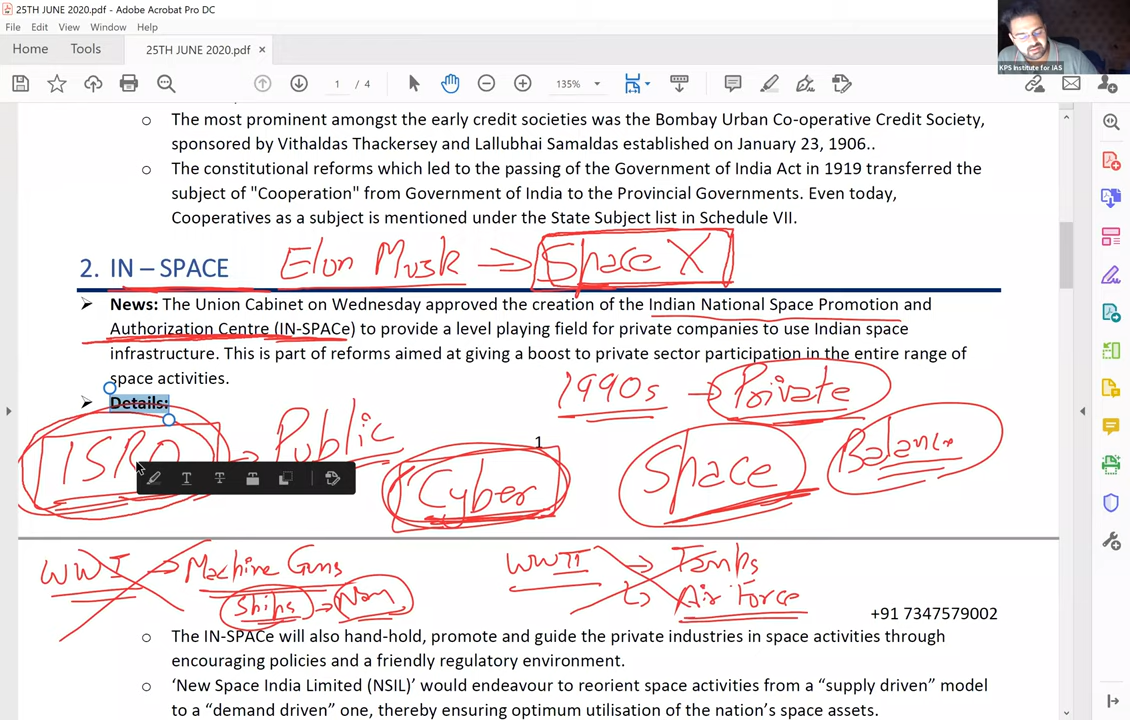 25TH JUNE 2020.pdf - Adobe Acrobat Pro DC
File Edit View Window Help
Home Tools 25TH JUNE 2020.pdf ×
1 / 4 135%
KPS Institute for IAS
o The most prominent amongst the early credit societies was the Bombay Urban Co-operative Credit Society,
sponsored by Vithaldas Thackersey and Lallubhai Samaldas established on January 23, 1906..
o The constitutional reforms which led to the passing of the Government of India Act in 1919 transferred the
subject of "Cooperation" from Government of India to the Provincial Governments. Even today,
Cooperatives as a subject is mentioned under the State Subject list in Schedule VII.
2. IN – SPACE Elon Musk → Space X
➢ News: The Union Cabinet on Wednesday approved the creation of the Indian National Space Promotion and
Authorization Centre (IN-SPACe) to provide a level playing field for private companies to use Indian space
infrastructure. This is part of reforms aimed at giving a boost to private sector participation in the entire range of
space activities.
1990s → Private
➢ Details:
ISRO → Public
1
Cyber Space Balance
WWI → Machine Guns
Ships →
WWII →
Air Force
+91 7347579002
o The IN-SPACe will also hand-hold, promote and guide the private industries in space activities through
encouraging policies and a friendly regulatory environment.
o ‘New Space India Limited (NSIL)’ would endeavour to reorient space activities from a “supply driven” model
to a “demand driven” one, thereby ensuring optimum utilisation of the nation’s space assets.